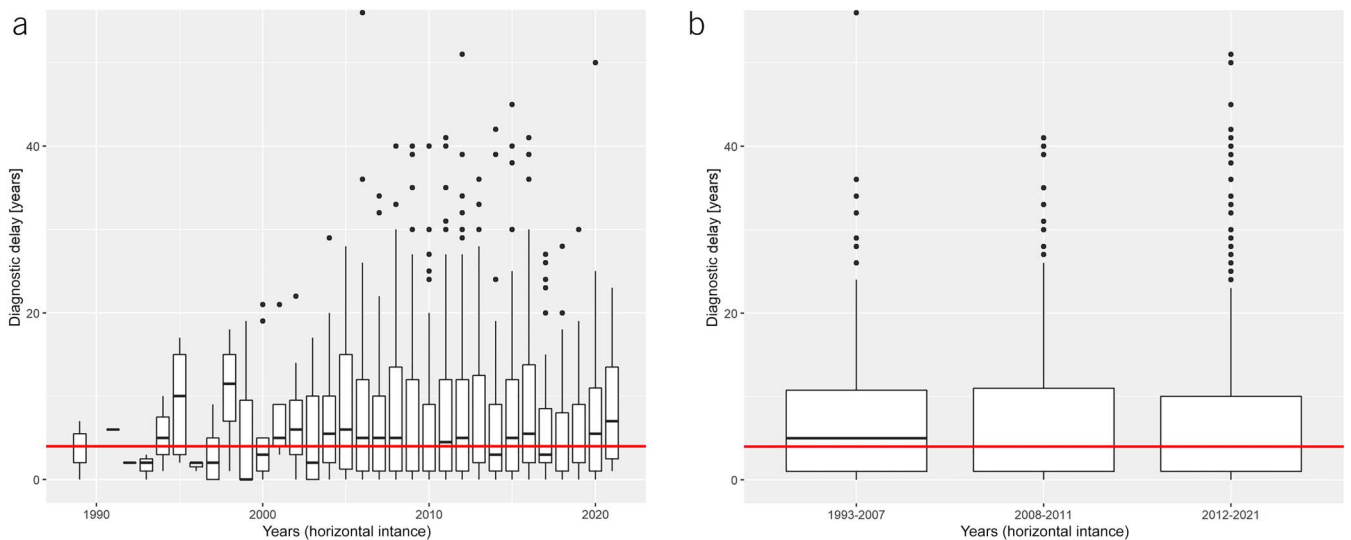 a
Diagnostic delay [years]
40
20
0
1990
2000
2010
2020
Years (horizontal intance)
b
Diagnostic delay [years]
40
20
0
1993-2007
2008-2011
2012-2021
Years (horizontal intance)